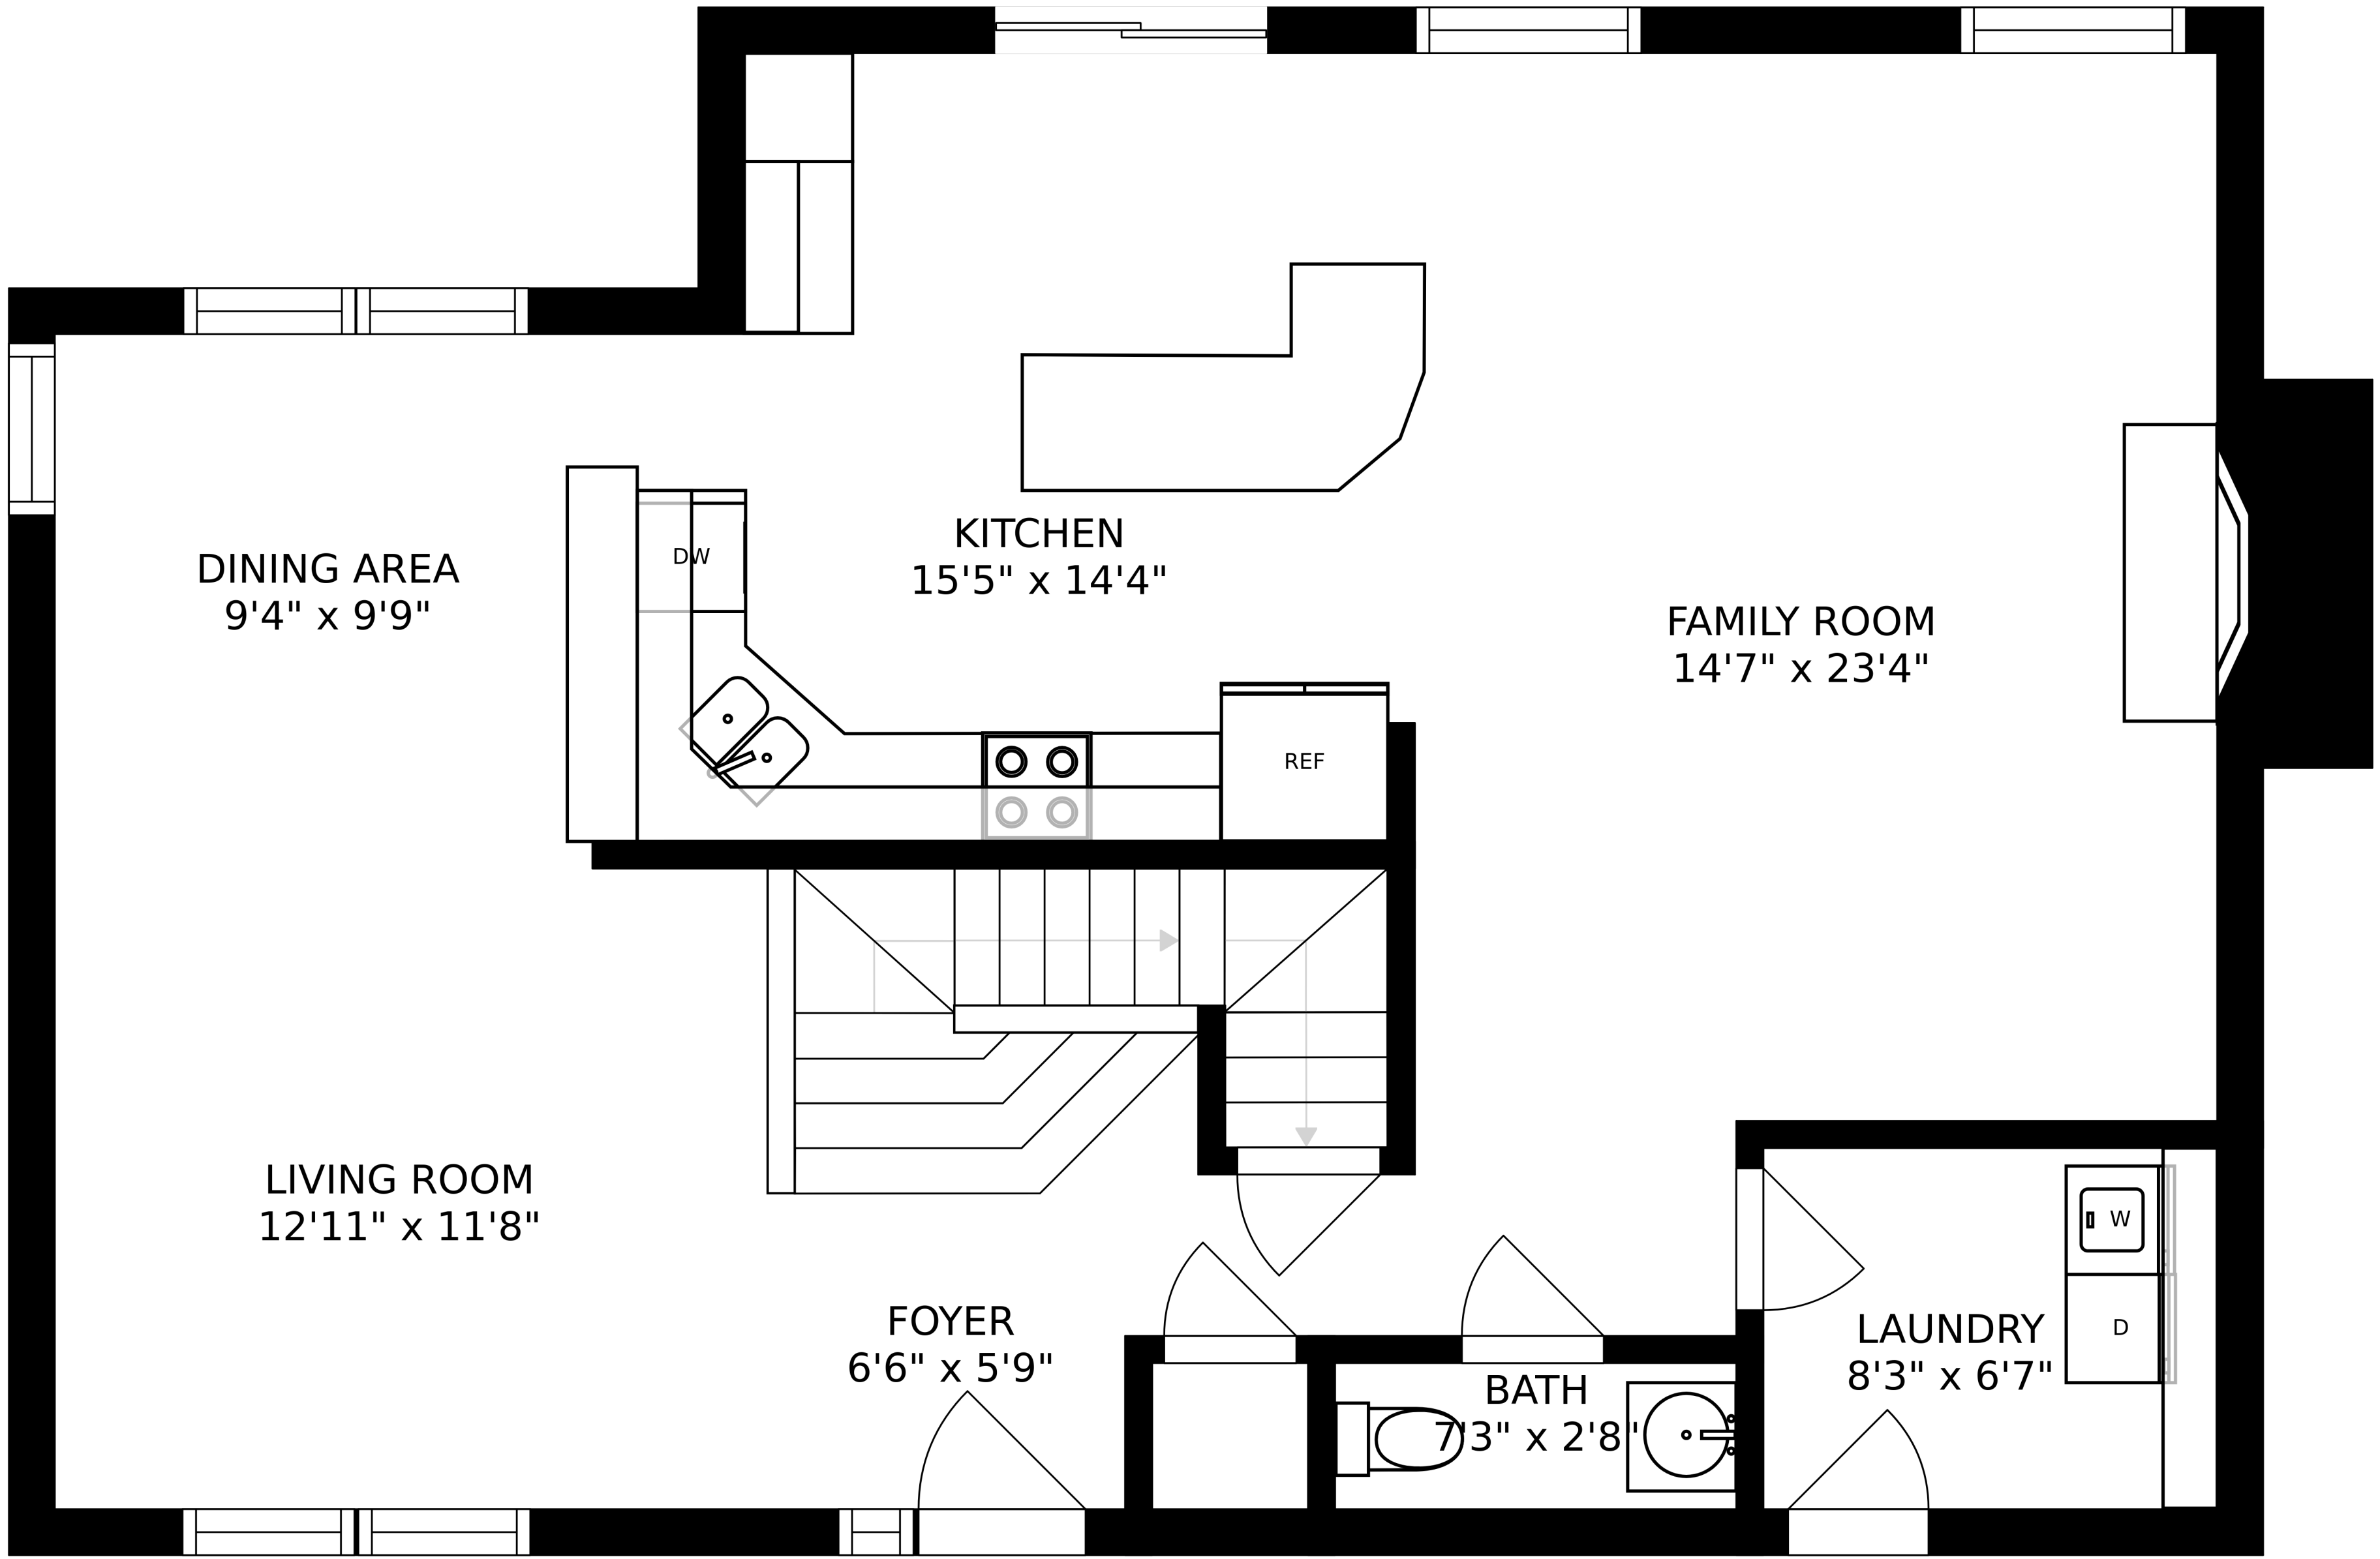 DINING AREA
9'4" x 9'9"
DW
KITCHEN
15'5" x 14'4"
FAMILY ROOM
14'7" x 23'4"
REF
LIVING ROOM
12'11" x 11'8"
FOYER
6'6" x 5'9"
BATH
7'3" x 2'8"
LAUNDRY
8'3" x 6'7"
W
D